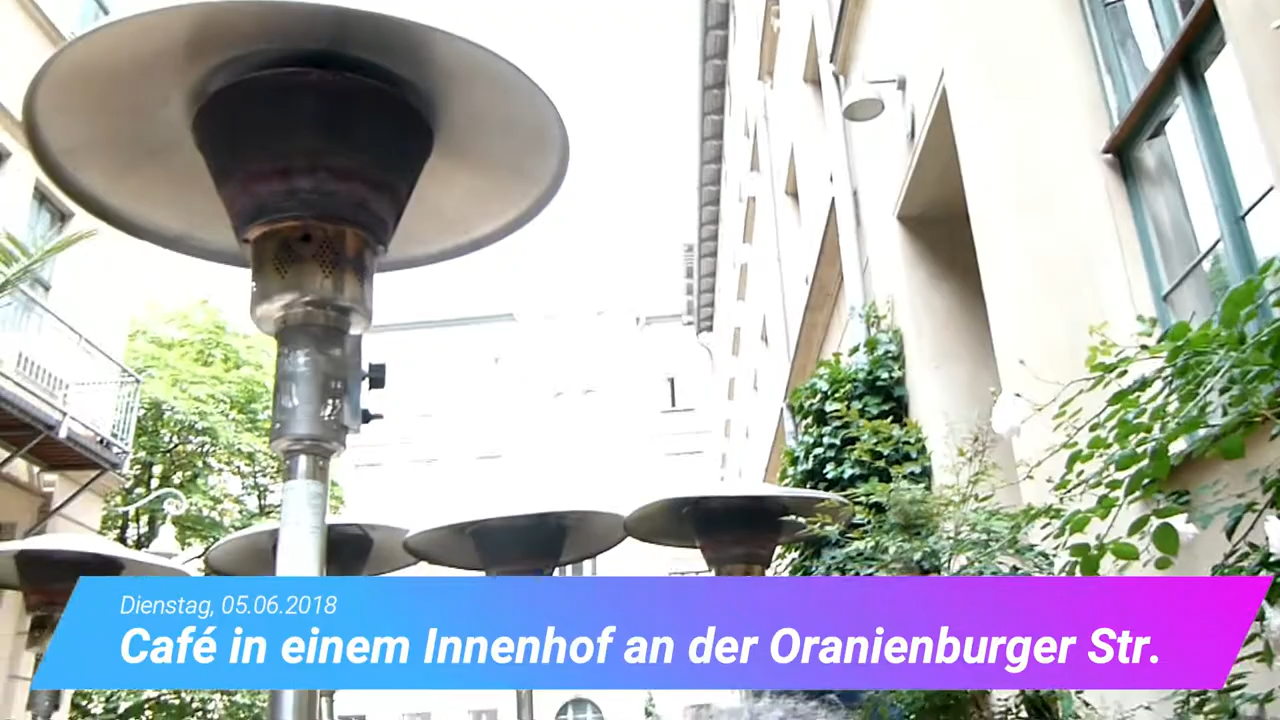 Dienstag, 05.06.2018
Café in einem Innenhof an der Oranienburger Str.